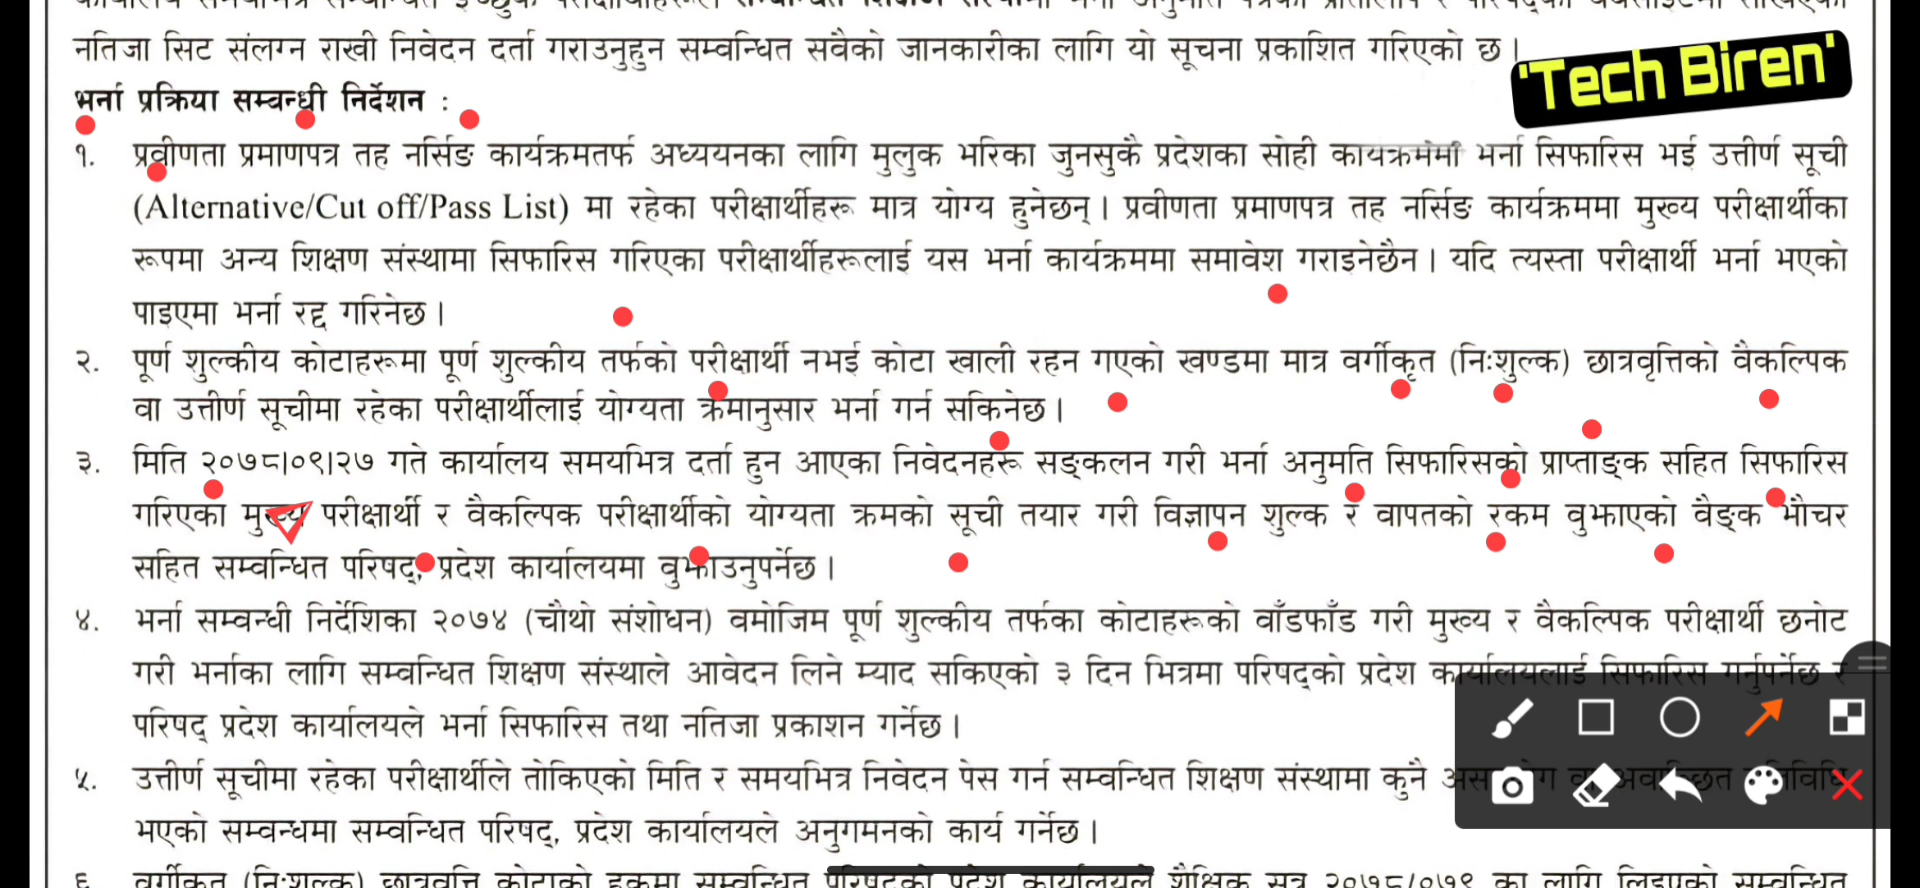 नतिजा सिट संलग्न राखी निवेदन दर्ता गराउनुहुन सम्वन्धित सवैको जानकारीका लागि यो सूचना प्रकाशित गरिएको छ।
'Tech Biren'
भर्ना प्रक्रिया सम्वन्धी निर्देशन :
१. प्रवीणता प्रमाणपत्र तह नर्सिङ कार्यक्रमतर्फ अध्ययनका लागि मुलुक भरिका जुनसुकै प्रदेशका सोही भर्ना सिफारिस भई उत्तीर्ण सूची
(Alternative/Cut off/Pass List) मा रहेका परीक्षार्थीहरू मात्र योग्य हुनेछन्। प्रवीणता प्रमाणपत्र तह नर्सिङ कार्यक्रममा मुख्य परीक्षार्थीका
रूपमा अन्य शिक्षण संस्थामा सिफारिस गरिएका परीक्षार्थीहरूलाई यस भर्ना कार्यक्रममा समावेश गराइनेछैन। यदि त्यस्ता परीक्षार्थी भर्ना भएको
पाइएमा भर्ना रद्द गरिनेछ।
२. पूर्ण शुल्कीय कोटाहरूमा पूर्ण शुल्कीय तर्फको परीक्षार्थी नभई कोटा खाली रहन गएको खण्डमा मात्र वर्गीकृत (निःशुल्क) छात्रवृत्तिको वैकल्पिक
वा उत्तीर्ण सूचीमा रहेका परीक्षार्थीलाई योग्यता क्रमानुसार भर्ना गर्न सकिनेछ।
३. मिति २०७८।०९।२७ गते कार्यालय समयभित्र दर्ता हुन आएका निवेदनहरू सङ्कलन गरी भर्ना अनुमति सिफारिसको प्राप्ताङ्क सहित सिफारिस
गरिएका मुख्य परीक्षार्थी र वैकल्पिक परीक्षार्थीको योग्यता क्रमको सूची तयार गरी विज्ञापन शुल्क र वापतको रकम वुझाएको वैङ्क भौचर
सहित सम्वन्धित परिषद्, प्रदेश कार्यालयमा वुझाउनुपर्नेछ।
४. भर्ना सम्वन्धी निर्देशिका २०७४ (चौथो संशोधन) वमोजिम पूर्ण शुल्कीय तर्फका कोटाहरूको वाँडफाँड गरी मुख्य र वैकल्पिक परीक्षार्थी छनोट
गरी भर्नाका लागि सम्वन्धित शिक्षण संस्थाले आवेदन लिने म्याद सकिएको ३ दिन भित्रमा परिषद्को प्रदेश कार्यालयलाई सिफारिस गर्नुपर्नेछ र
परिषद् प्रदेश कार्यालयले भर्ना सिफारिस तथा नतिजा प्रकाशन गर्नेछ।
५. उत्तीर्ण सूचीमा रहेका परीक्षार्थीले तोकिएको मिति र समयभित्र निवेदन पेस गर्न सम्वन्धित शिक्षण संस्थामा कुनै
भएको सम्वन्धमा सम्वन्धित परिषद्, प्रदेश कार्यालयले अनुगमनको कार्य गर्नेछ।